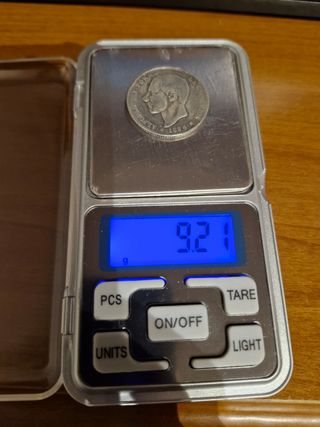 9.21
g
PCS
TARE
ON/OFF
UNITS
LIGHT